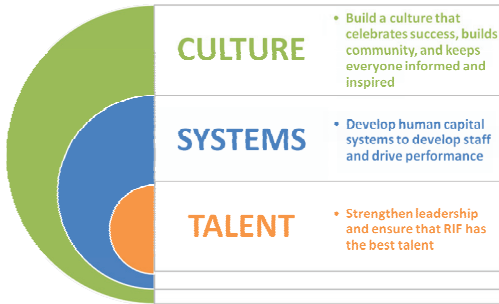 CULTURE
• Build a culture that
celebrates success, builds
community, and keeps
everyone informed and
inspired
SYSTEMS
• Develop human capital
systems to develop staff
and drive performance
TALENT
• Strengthen leadership
and ensure that RIF has
the best talent